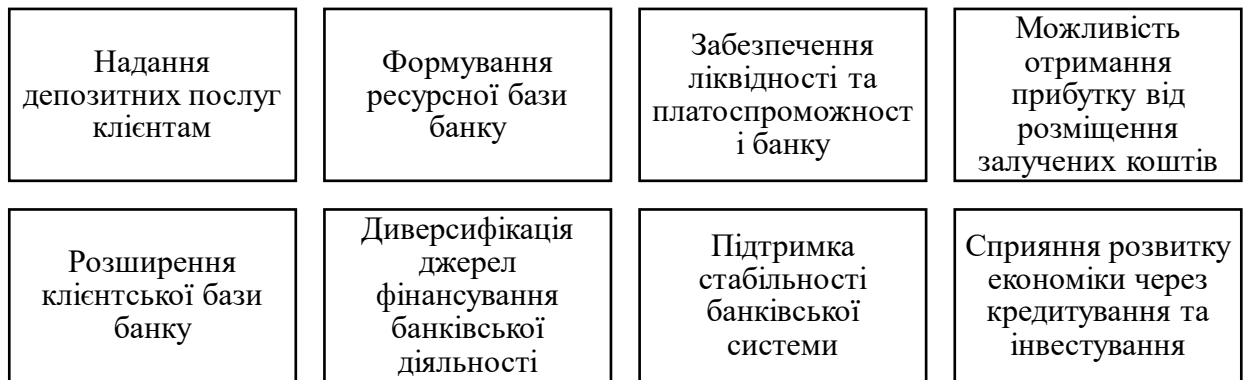 Надання
депозитних послуг
клієнтам
Формування
ресурсної бази
банку
Забезпечення
ліквідності та
платоспроможност
і банку
Можливість
отримання
прибутку від
розміщення
залучених коштів
Розширення
клієнтської бази
банку
Диверсифікація
джерел
фінансування
банківської
діяльності
Підтримка
стабільності
банківської
системи
Сприяння розвитку
економіки через
кредитування та
інвестування